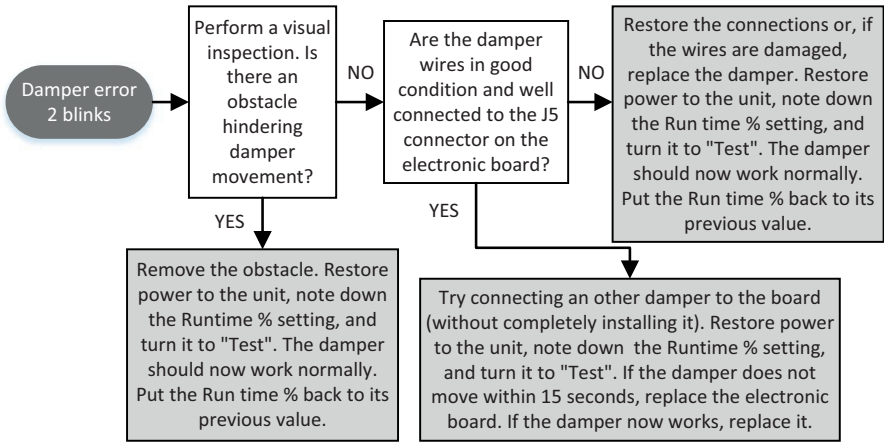 Damper error
2 blinks
Perform a visual
inspection. Is
there an
obstacle
hindering
damper
movement?
NO
YES
Are the damper
wires in good
condition and well
connected to the J5
connector on the
electronic board?
NO
YES
Restore the connections or, if
the wires are damaged,
replace the damper. Restore
power to the unit, note down
the Run time % setting, and
turn it to "Test". The damper
should now work normally.
Put the Run time % back to its
previous value.
Remove the obstacle. Restore
power to the unit, note down
the Runtime % setting, and
turn it to "Test". The damper
should now work normally.
Put the Run time % back to its
previous value.
Try connecting an other damper to the board
(without completely installing it). Restore power
to the unit, note down the Runtime % setting,
and turn it to "Test". If the damper does not
move within 15 seconds, replace the electronic
board. If the damper now works, replace it.